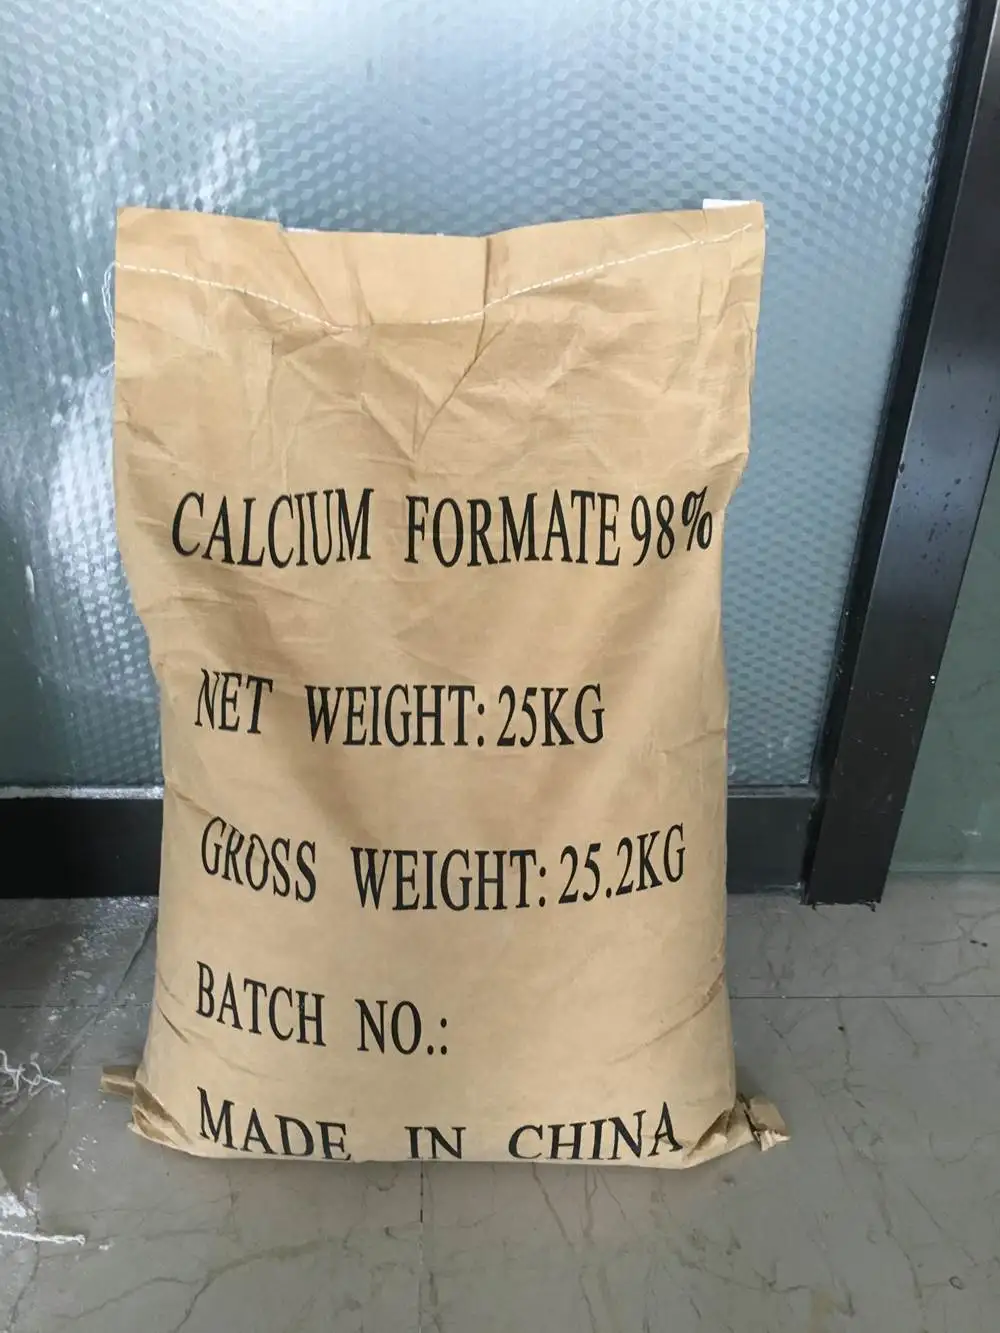 CALCIUM FORMATE 98%
NET WEIGHT: 25KG
GROSS WEIGHT: 25.2KG
BATCH NO.:
MADE IN CHINA